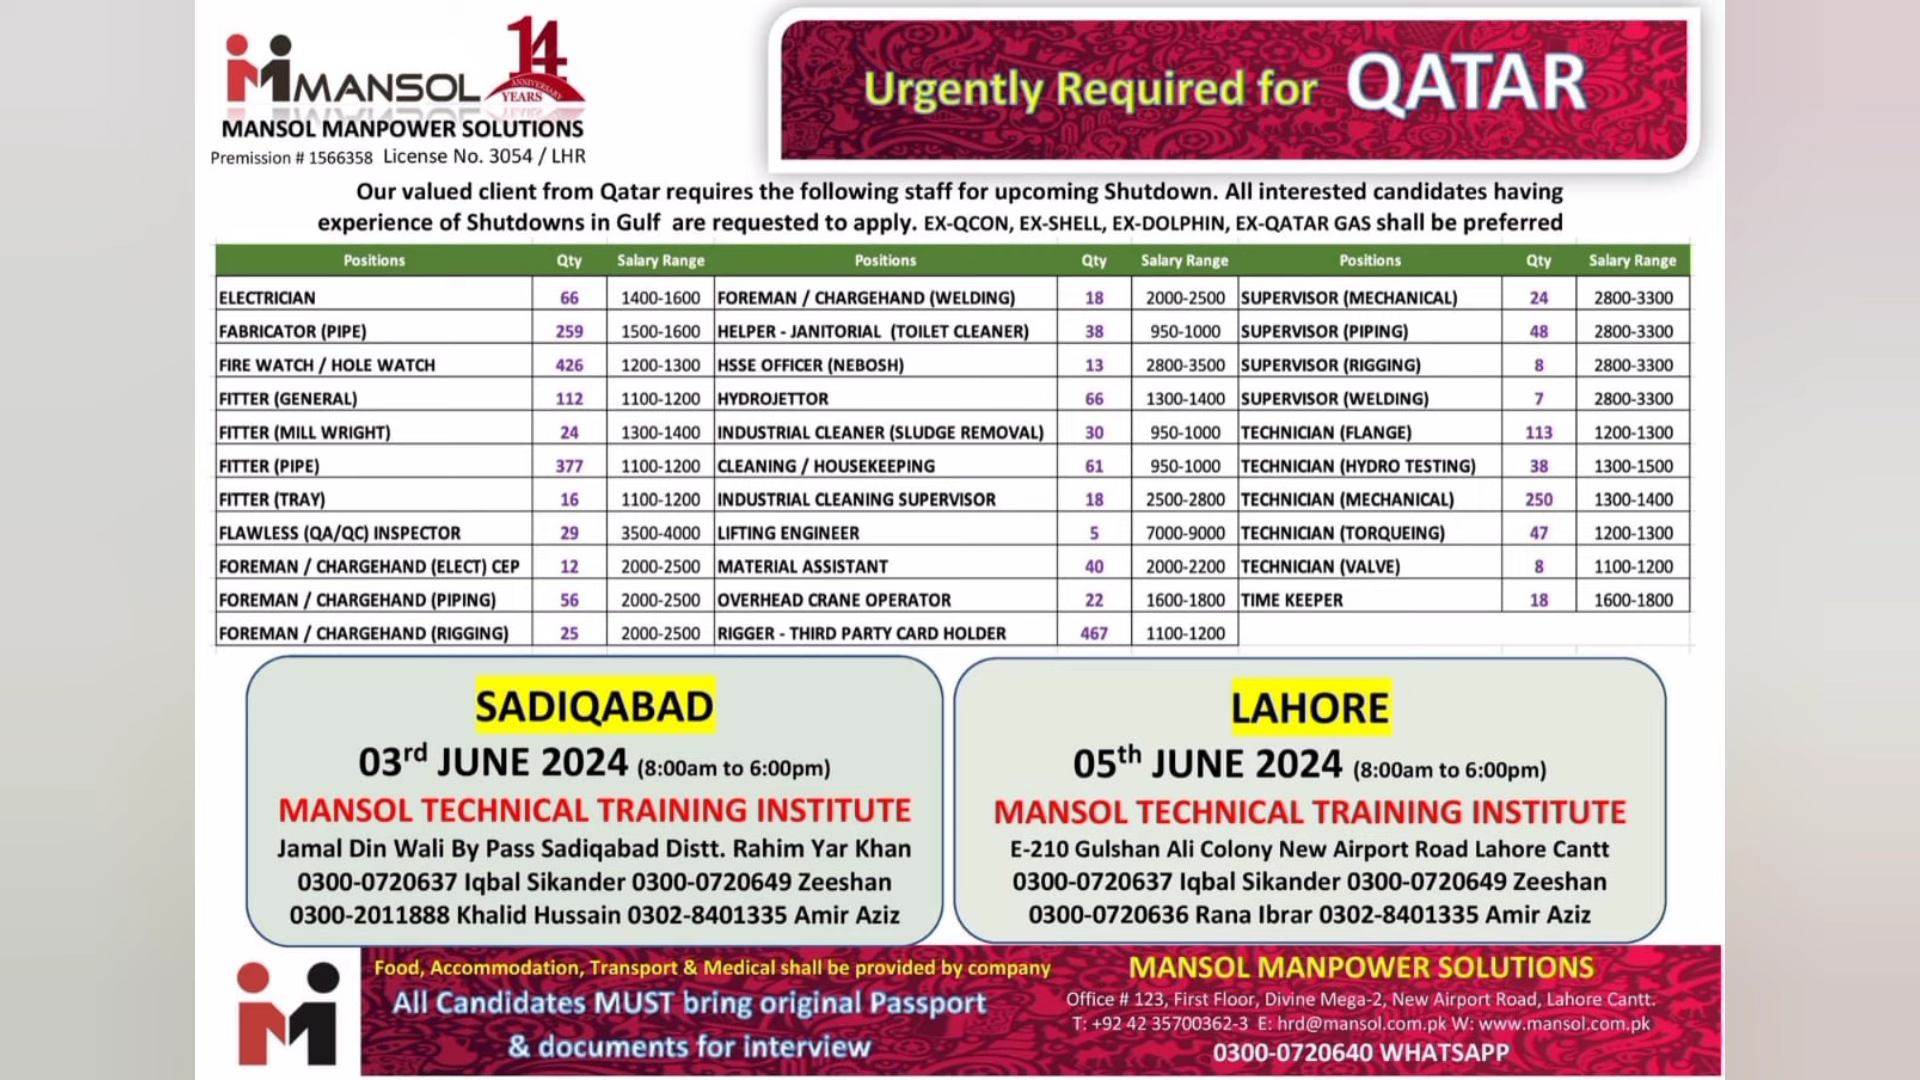 MANSOL
14
ANNIVERSARY
YEARS
MANSOL MANPOWER SOLUTIONS
Premission # 1566358 License No. 3054 / LHR
Urgently Required for QATAR
Our valued client from Qatar requires the following staff for upcoming Shutdown. All interested candidates having
experience of Shutdowns in Gulf are requested to apply. EX-QCON, EX-SHELL, EX-DOLPHIN, EX-QATAR GAS shall be preferred
Positions Qty Salary Range Positions Qty Salary Range Positions Qty Salary Range
ELECTRICIAN 66 1400-1600 FOREMAN / CHARGEHAND (WELDING) 18 2000-2500 SUPERVISOR (MECHANICAL) 24 2800-3300
FABRICATOR (PIPE) 259 1500-1600 HELPER - JANITORIAL (TOILET CLEANER) 38 950-1000 SUPERVISOR (PIPING) 48 2800-3300
FIRE WATCH / HOLE WATCH 426 1200-1300 HSSE OFFICER (NEBOSH) 13 2800-3500 SUPERVISOR (RIGGING) 8 2800-3300
FITTER (GENERAL) 112 1100-1200 HYDROJETTOR 66 1300-1400 SUPERVISOR (WELDING) 7 2800-3300
FITTER (MILL WRIGHT) 24 1300-1400 INDUSTRIAL CLEANER (SLUDGE REMOVAL) 30 950-1000 TECHNICIAN (FLANGE) 113 1200-1300
FITTER (PIPE) 377 1100-1200 CLEANING / HOUSEKEEPING 61 950-1000 TECHNICIAN (HYDRO TESTING) 38 1300-1500
FITTER (TRAY) 16 1100-1200 INDUSTRIAL CLEANING SUPERVISOR 18 2500-2800 TECHNICIAN (MECHANICAL) 250 1300-1400
FLAWLESS (QA/QC) INSPECTOR 29 3500-4000 LIFTING ENGINEER 5 7000-9000 TECHNICIAN (TORQUEING) 47 1200-1300
FOREMAN / CHARGEHAND (ELECT) CEP 12 2000-2500 MATERIAL ASSISTANT 40 2000-2200 TECHNICIAN (VALVE) 8 1100-1200
FOREMAN / CHARGEHAND (PIPING) 56 2000-2500 OVERHEAD CRANE OPERATOR 22 1600-1800 TIME KEEPER 18 1600-1800
FOREMAN / CHARGEHAND (RIGGING) 25 2000-2500 RIGGER - THIRD PARTY CARD HOLDER 467 1100-1200
SADIQABAD
03rd JUNE 2024 (8:00am to 6:00pm)
MANSOL TECHNICAL TRAINING INSTITUTE
Jamal Din Wali By Pass Sadiqabad Distt. Rahim Yar Khan
0300-0720637 Iqbal Sikander 0300-0720649 Zeeshan
0300-2011888 Khalid Hussain 0302-8401335 Amir Aziz
LAHORE
05th JUNE 2024 (8:00am to 6:00pm)
MANSOL TECHNICAL TRAINING INSTITUTE
E-210 Gulshan Ali Colony New Airport Road Lahore Cantt
0300-0720637 Iqbal Sikander 0300-0720649 Zeeshan
0300-0720636 Rana Ibrar 0302-8401335 Amir Aziz
Food, Accommodation, Transport & Medical shall be provided by company
All Candidates MUST bring original Passport
& documents for interview
MANSOL MANPOWER SOLUTIONS
Office # 123, First Floor, Divine Mega-2, New Airport Road, Lahore Cantt.
T: +92 42 35700362-3 E: hrd@mansol.com.pk W: www.mansol.com.pk
0300-0720640 WHATSAPP